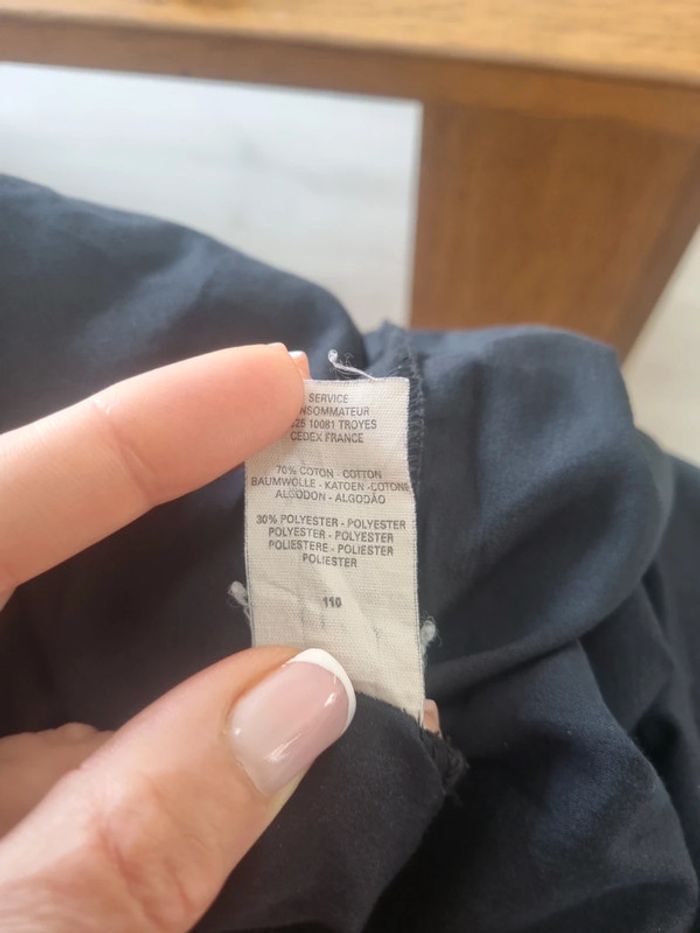 SERVICE
NSOMMATEUR
25 10081 TROYES
CEDEX FRANCE
70% COTON - COTTON
BAUMWOLLE - KATOEN - COTONE
ALGODON - ALGODÃO
30% POLYESTER - POLYESTER
POLYESTER - POLYESTER
POLIESTERE - POLIESTER
POLIESTER
110